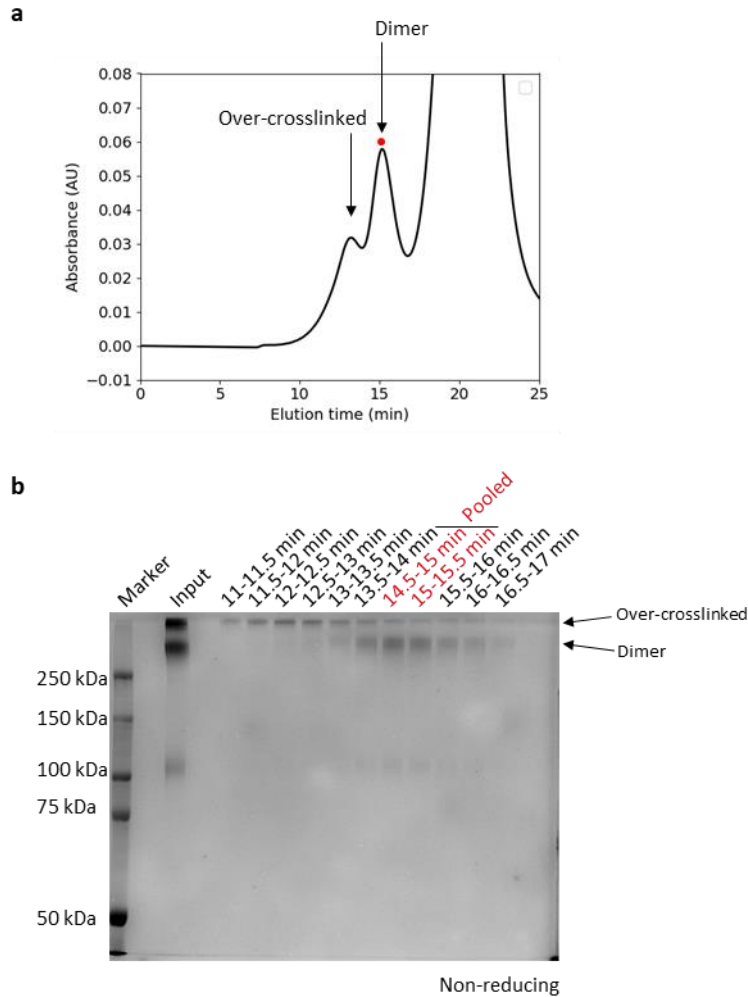 a
Dimer
Over-crosslinked
0.08
0.07
0.06
0.05
0.04
0.03
0.02
0.01
0.00
−0.01
Absorbance (AU)
0 5 10 15 20 25
Elution time (min)
b
Pooled
Marker
Input
11-11.5 min
11.5-12 min
12-12.5 min
12.5-13 min
13-13.5 min
13.5-14 min
14.5-15 min
15-15.5 min
15.5-16 min
16-16.5 min
16.5-17 min
Over-crosslinked
Dimer
250 kDa
150 kDa
100 kDa
75 kDa
50 kDa
Non-reducing